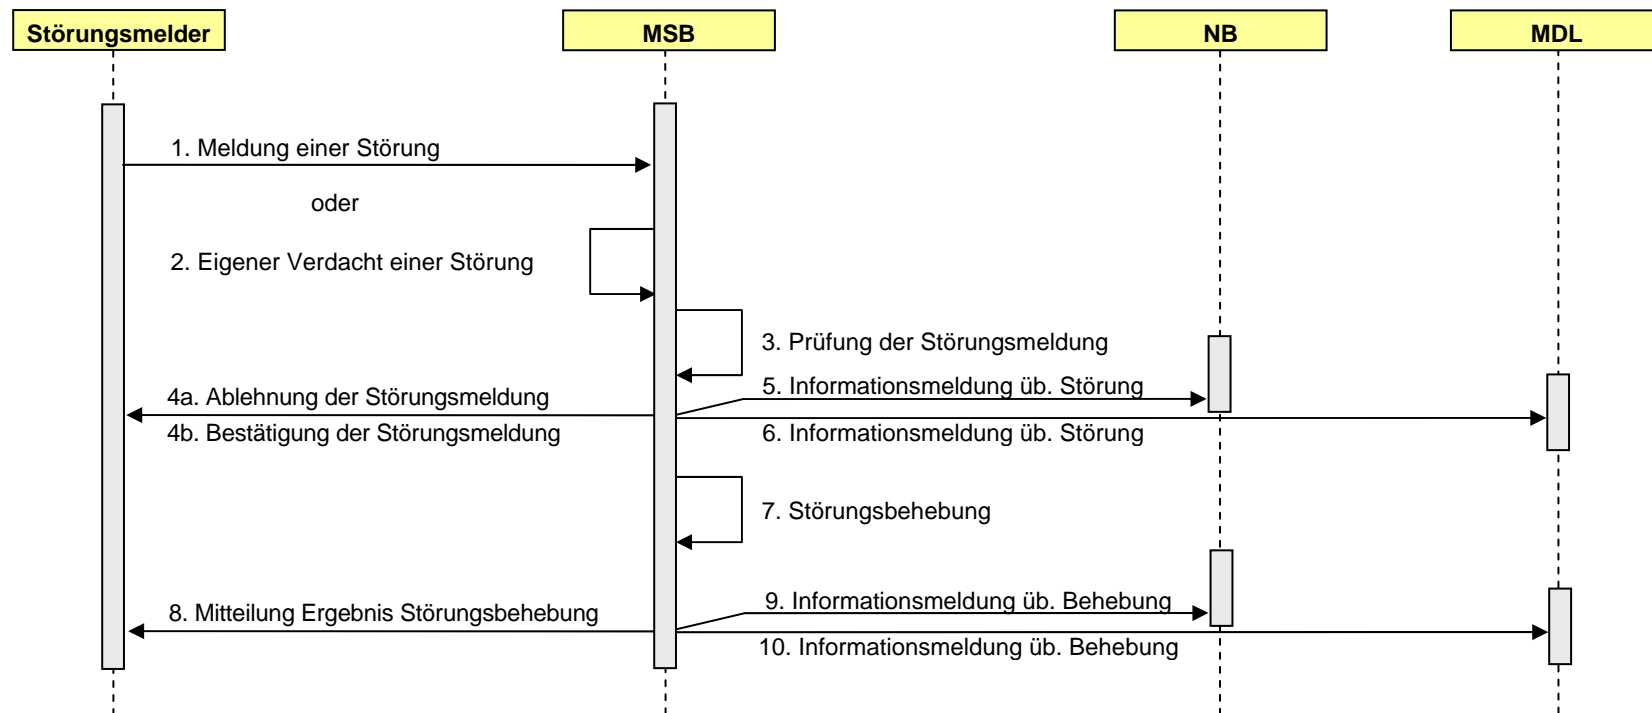 Störungsmelder
MSB
NB
MDL
1. Meldung einer Störung
oder
2. Eigener Verdacht einer Störung
3. Prüfung der Störungsmeldung
4a. Ablehnung der Störungsmeldung
5. Informationsmeldung üb. Störung
4b. Bestätigung der Störungsmeldung
6. Informationsmeldung üb. Störung
7. Störungsbehebung
8. Mitteilung Ergebnis Störungsbehebung
9. Informationsmeldung üb. Behebung
10. Informationsmeldung üb. Behebung